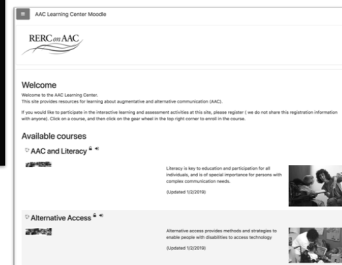 AAC Learning Center Moodle
RERC on AAC
Welcome
Welcome to the AAC Learning Center.
This site provides resources for learning about augmentative and alternative communication (AAC).
If you would like to participate in the interactive learning and assessment activities at this site, please register ( we do not share this registration information
with anyone). Click on a course, and then click on the gear wheel in the top right corner to enroll in the course.
Available courses
AAC and Literacy
Literacy is key to education and participation for all
individuals, and is of special importance for persons with
complex communication needs.
(Updated 1/2/2019)
Alternative Access
Alternative access provides methods and strategies to
enable people with disabilities to access technology
(Updated 1/2/2019)